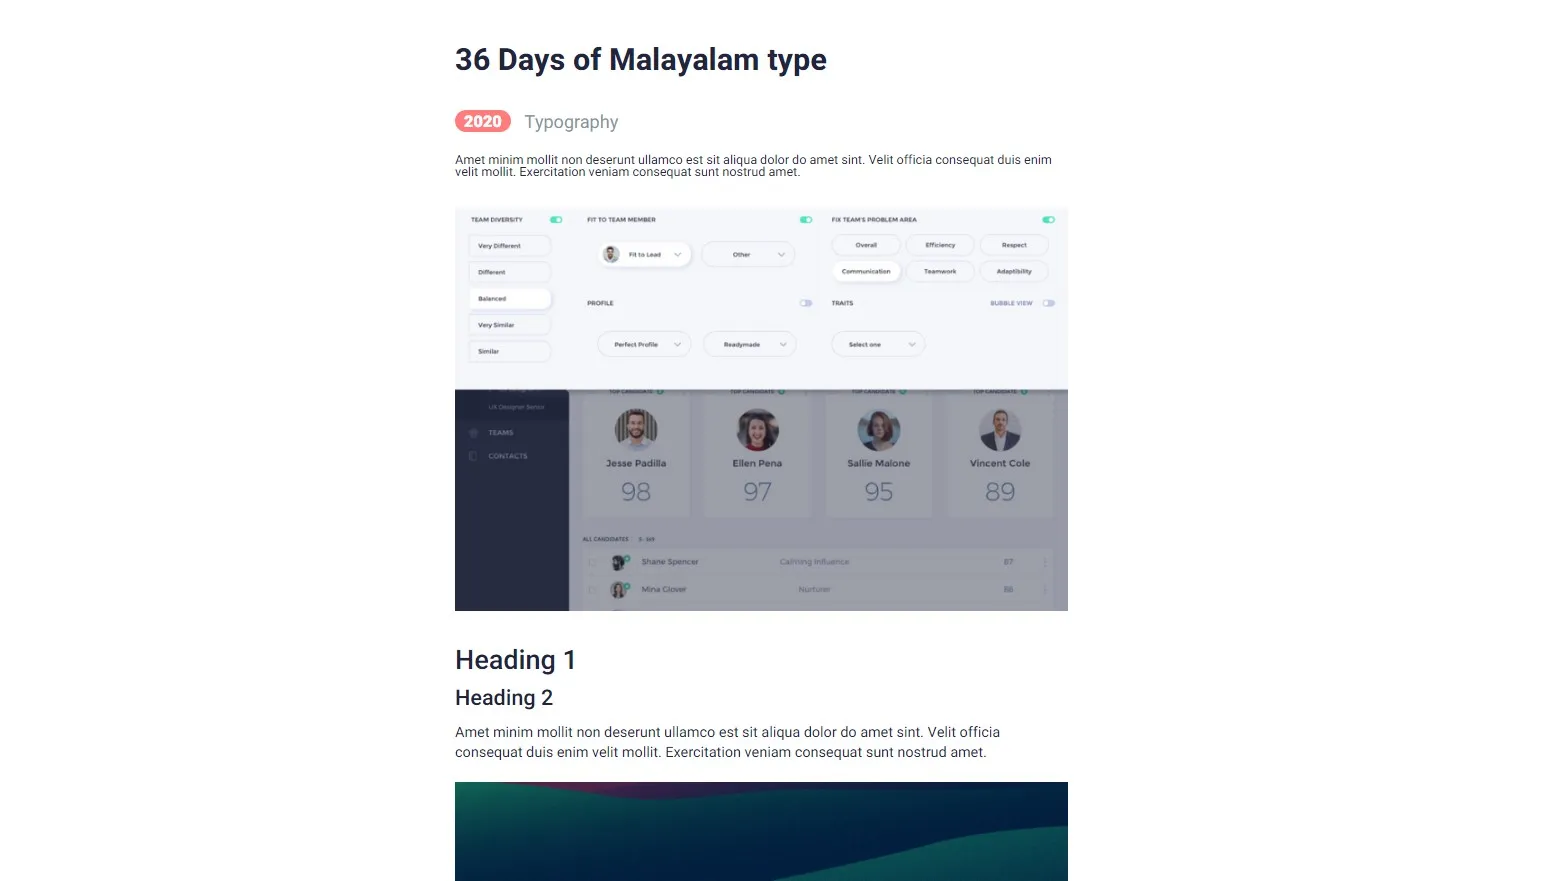 36 Days of Malayalam type
2020 Typography
Amet minim mollit non deserunt ullamco est sit aliqua dolor do amet sint. Velit officia consequat duis enim
velit mollit. Exercitation veniam consequat sunt nostrud amet.
TEAM DIVERSITY FIT TO TEAM MEMBER FIX TEAM'S PROBLEM AREA
Very Different Overall Efficiency Respect
Fit to Lead Other
Different Communication Teamwork Adaptibility
Balanced
PROFILE TRAITS BUBBLE VIEW
Very Similar
Similar Perfect Profile Readymade Select one
TOP CANDIDATE TOP CANDIDATE TOP CANDIDATE TOP CANDIDATE
UX Designer Senior
TEAMS
CONTACTS
Jesse Padilla Ellen Pena Sallie Malone Vincent Cole
98 97 95 89
ALL CANDIDATES
Shane Spencer Calming Influence 87
Mina Glover Nurturer 88
Heading 1
Heading 2
Amet minim mollit non deserunt ullamco est sit aliqua dolor do amet sint. Velit officia
consequat duis enim velit mollit. Exercitation veniam consequat sunt nostrud amet.